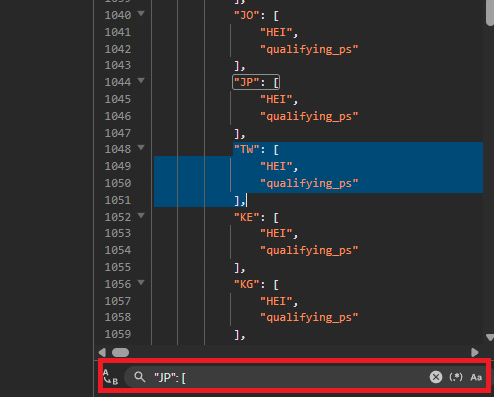 1040 "JO": [
1041 "HEI",
1042 "qualifying_ps"
1043 ],
1044 "JP": [
1045 "HEI",
1046 "qualifying_ps"
1047 ],
1048 "TW": [
1049 "HEI",
1050 "qualifying_ps"
1051 ],
1052 "KE": [
1053 "HEI",
1054 "qualifying_ps"
1055 ],
1056 "KG": [
1057 "HEI",
1058 "qualifying_ps"
1059 ],
A
B
"JP": [
(.*) Aa